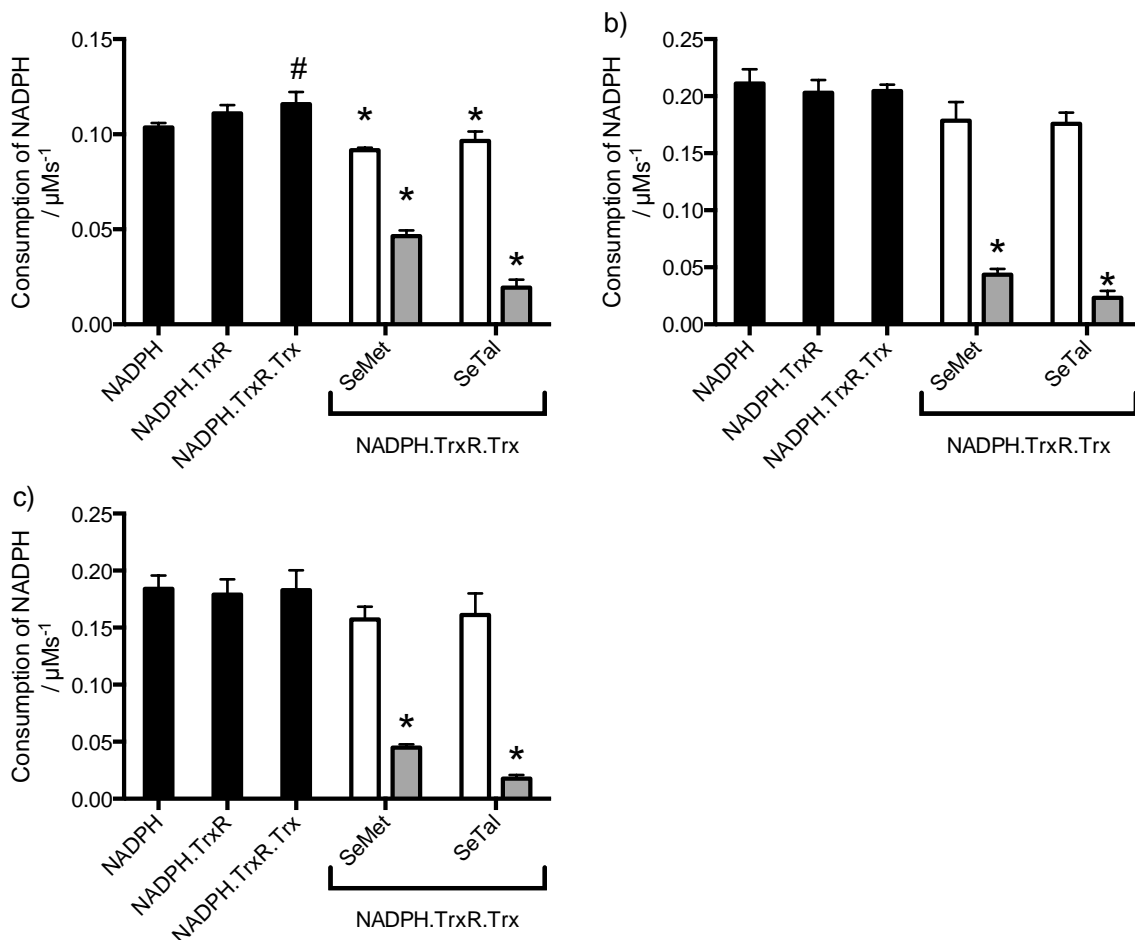 Consumption of NADPH
/ µMs-1
0.15
0.10
0.05
0.00
#
*
*
*
*
NADPH
NADPH.TrxR
NADPH.TrxR.Trx
SeMet
SeTal
NADPH.TrxR.Trx
b)
Consumption of NADPH
/ µMs-1
0.25
0.20
0.15
0.10
0.05
0.00
*
*
NADPH
NADPH.TrxR
NADPH.TrxR.Trx
SeMet
SeTal
NADPH.TrxR.Trx
c)
Consumption of NADPH
/ µMs-1
0.25
0.20
0.15
0.10
0.05
0.00
*
*
NADPH
NADPH.TrxR
NADPH.TrxR.Trx
SeMet
SeTal
NADPH.TrxR.Trx